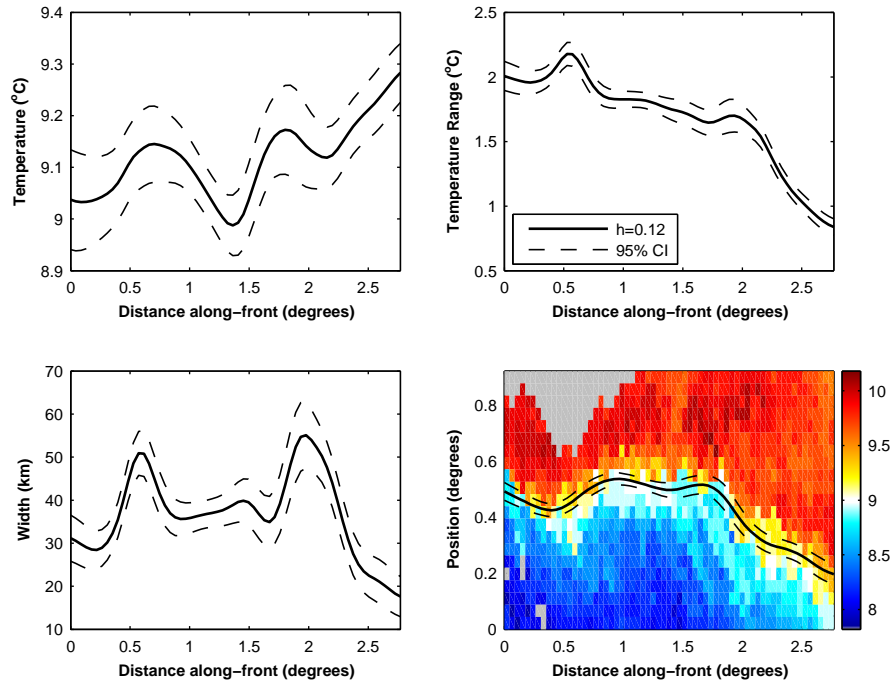 9.4
9.3
9.2
9.1
9
8.9
Temperature (°C)
0 0.5 1 1.5 2 2.5
Distance along−front (degrees)
2.5
2
1.5
1
0.5
Temperature Range (°C)
h=0.12
95% CI
0 0.5 1 1.5 2 2.5
Distance along−front (degrees)
70
60
50
40
30
20
10
Width (km)
0 0.5 1 1.5 2 2.5
Distance along−front (degrees)
0.8
0.6
0.4
0.2
0
Position (degrees)
0 0.5 1 1.5 2 2.5
Distance along−front (degrees)
10
9.5
9
8.5
8